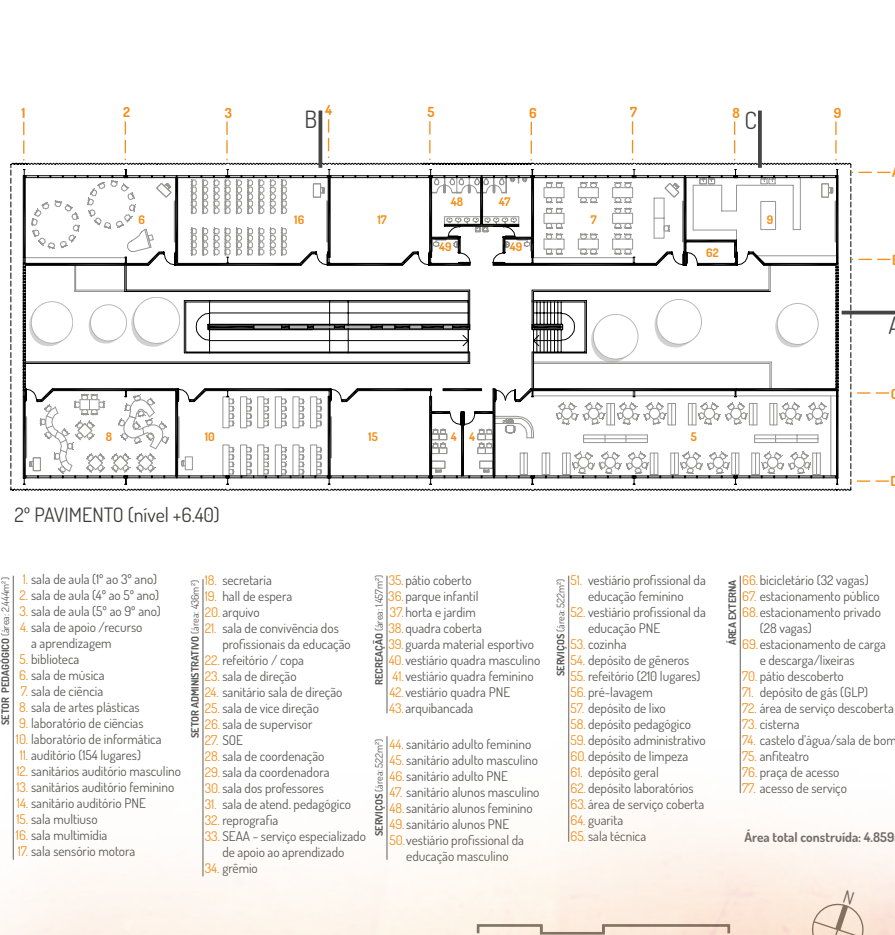 1 2 3 B 4 5 6 7 8 C 9
A
6 16 17 48 47 7 9
49 49 62
A
8 10 15 4 4 5
D
2º PAVIMENTO (nível +6.40)
SETOR PEDAGÓGICO (área: 2.444m²)
1. sala de aula (1º ao 3º ano)
2. sala de aula (4º ao 5º ano)
3. sala de aula (5º ao 9º ano)
4. sala de apoio /recurso
a aprendizagem
5. biblioteca
6. sala de música
7. sala de ciência
8. sala de artes plásticas
9. laboratório de ciências
10. laboratório de informática
11. auditório (154 lugares)
12. sanitários auditório masculino
13. sanitários auditório feminino
14. sanitário auditório PNE
15. sala multiuso
16. sala multimidia
17. sala sensório motora
SETOR ADMINISTRATIVO (área: 436m²)
18. secretaria
19. hall de espera
20. arquivo
21. sala de convivência dos
profissionais da educação
22. refeitório / copa
23. sala de direção
24. sanitário sala de direção
25. sala de vice direção
26. sala de supervisor
27. SOE
28. sala de coordenação
29. sala da coordenadora
30. sala dos professores
31. sala de atend. pedagógico
32. reprografia
33. SEAA - serviço especializado
de apoio ao aprendizado
34. grêmio
RECREAÇÃO (área: 1.457m²)
35. pátio coberto
36. parque infantil
37. horta e jardim
38. quadra coberta
39. guarda material esportivo
40. vestiário quadra masculino
41. vestiário quadra feminino
42. vestiário quadra PNE
43. arquibancada
SERVIÇOS (área: 522m²)
44. sanitário adulto feminino
45. sanitário adulto masculino
46. sanitário adulto PNE
47. sanitário alunos masculino
48. sanitário alunos feminino
49. sanitário alunos PNE
50. vestiário profissional da
educação masculino
SERVIÇOS (área: 522m²)
51. vestiário profissional da
educação feminino
52. vestiário profissional da
educação PNE
53. cozinha
54. depósito de gêneros
55. refeitório (210 lugares)
56. pré-lavagem
57. depósito de lixo
58. depósito pedagógico
59. depósito administrativo
60. depósito de limpeza
61. depósito geral
62. depósito laboratórios
63. área de serviço coberta
64. guarita
65. sala técnica
ÁREA EXTERNA
66. bicicletário (32 vagas)
67. estacionamento público
68. estacionamento privado
(28 vagas)
69. estacionamento de carga
e descarga/lixeiras
70. pátio descoberto
71. depósito de gás (GLP)
72. área de serviço descoberta
73. cisterna
74. castelo d'água/sala de bom
75. anfiteatro
76. praça de acesso
77. acesso de serviço
Área total construída: 4.859
N